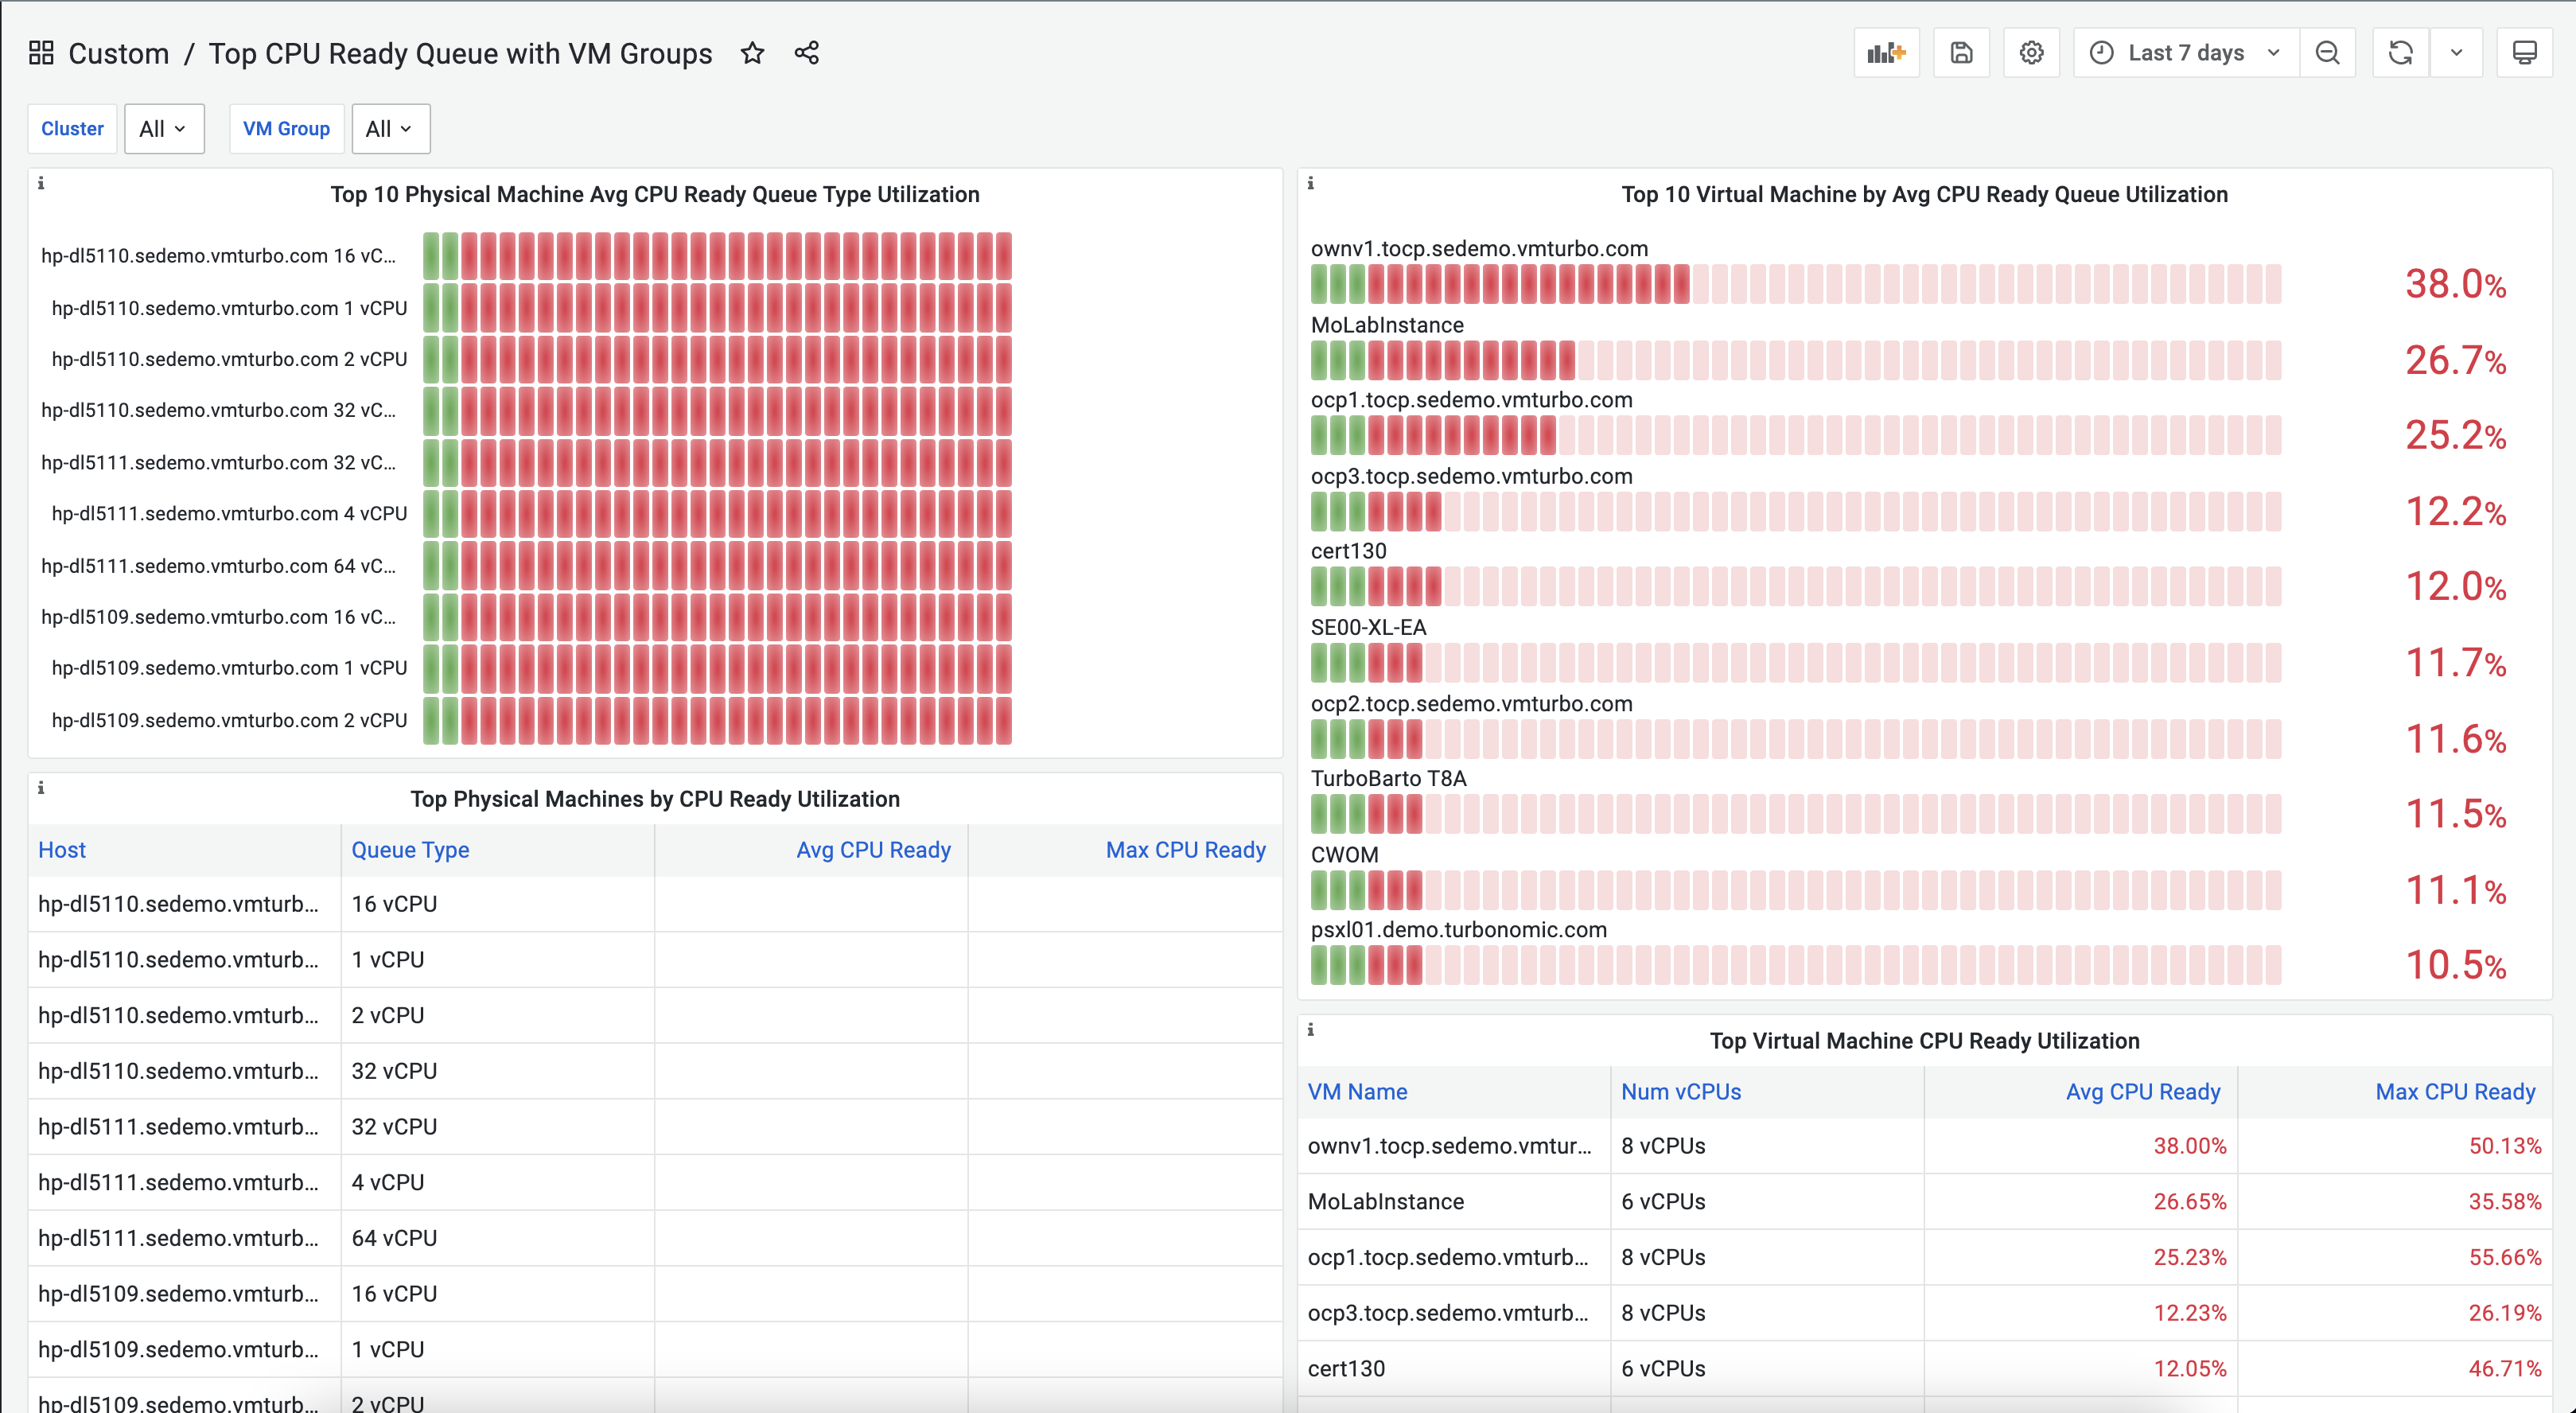 Custom / Top CPU Ready Queue with VM Groups
Last 7 days
Cluster All VM Group All
Top 10 Physical Machine Avg CPU Ready Queue Type Utilization
hp-dl5110.sedemo.vmturbo.com 16 vC...
hp-dl5110.sedemo.vmturbo.com 1 vCPU
hp-dl5110.sedemo.vmturbo.com 2 vCPU
hp-dl5110.sedemo.vmturbo.com 32 vC...
hp-dl5111.sedemo.vmturbo.com 32 vC...
hp-dl5111.sedemo.vmturbo.com 4 vCPU
hp-dl5111.sedemo.vmturbo.com 64 vC...
hp-dl5109.sedemo.vmturbo.com 16 vC...
hp-dl5109.sedemo.vmturbo.com 1 vCPU
hp-dl5109.sedemo.vmturbo.com 2 vCPU
Top Physical Machines by CPU Ready Utilization
Host Queue Type Avg CPU Ready Max CPU Ready
hp-dl5110.sedemo.vmturb... 16 vCPU
hp-dl5110.sedemo.vmturb... 1 vCPU
hp-dl5110.sedemo.vmturb... 2 vCPU
hp-dl5110.sedemo.vmturb... 32 vCPU
hp-dl5111.sedemo.vmturb... 32 vCPU
hp-dl5111.sedemo.vmturb... 4 vCPU
hp-dl5111.sedemo.vmturb... 64 vCPU
hp-dl5109.sedemo.vmturb... 16 vCPU
hp-dl5109.sedemo.vmturb... 1 vCPU
hp-dl5109.sedemo.vmturb... 2 vCPU
Top 10 Virtual Machine by Avg CPU Ready Queue Utilization
ownv1.tocp.sedemo.vmturbo.com
38.0%
MoLabInstance
26.7%
ocp1.tocp.sedemo.vmturbo.com
25.2%
ocp3.tocp.sedemo.vmturbo.com
12.2%
cert130
12.0%
SE00-XL-EA
11.7%
ocp2.tocp.sedemo.vmturbo.com
11.6%
TurboBarto T8A
11.5%
CWOM
11.1%
psxl01.demo.turbonomic.com
10.5%
Top Virtual Machine CPU Ready Utilization
VM Name Num vCPUs Avg CPU Ready Max CPU Ready
ownv1.tocp.sedemo.vmtur... 8 vCPUs 38.00% 50.13%
MoLabInstance 6 vCPUs 26.65% 35.58%
ocp1.tocp.sedemo.vmturb... 8 vCPUs 25.23% 55.66%
ocp3.tocp.sedemo.vmturb... 8 vCPUs 12.23% 26.19%
cert130 6 vCPUs 12.05% 46.71%